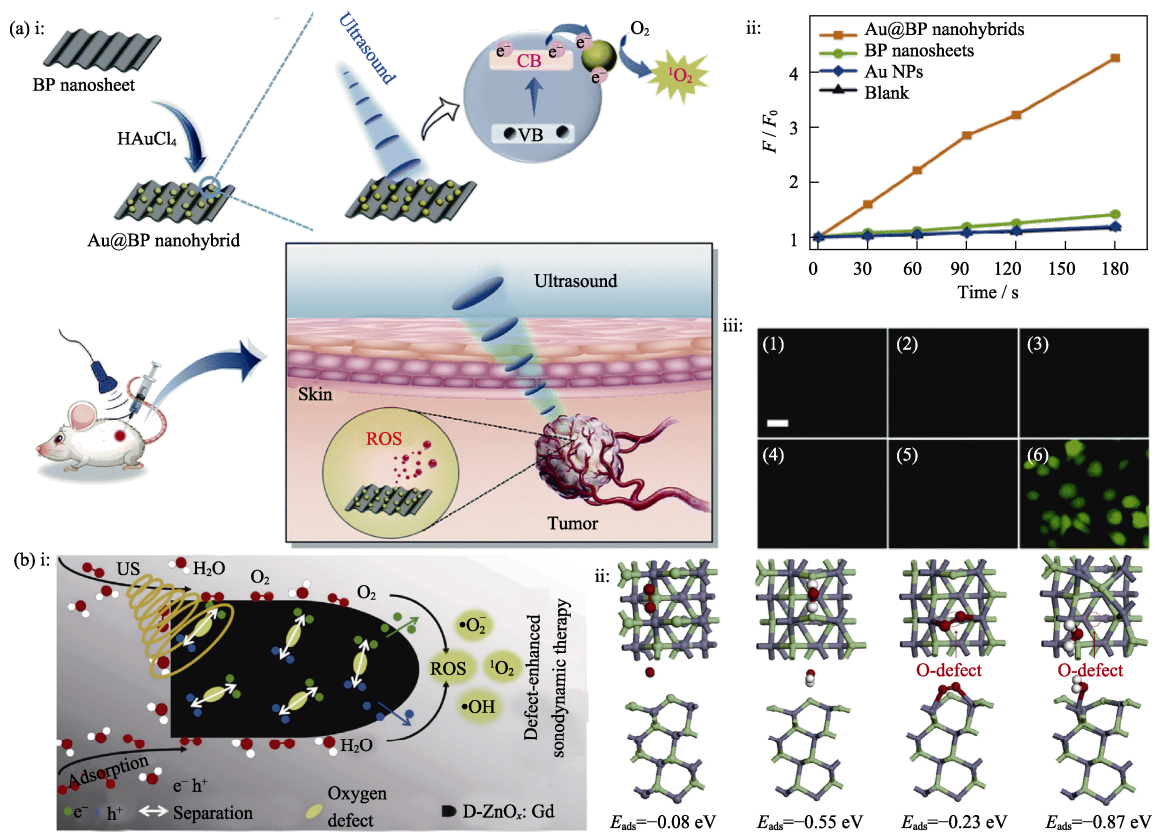 (a) i:
BP nanosheet
HAuCl₄
Au@BP nanohybrid
Ultrasound
e⁻
e⁻
e⁻
CB
VB
O₂
¹O₂
ii:
Au@BP nanohybrids
BP nanosheets
Au NPs
Blank
F / F₀
4
3
2
1
0
30
60
90
120
150
180
Time / s
Ultrasound
Skin
ROS
Tumor
iii:
(1)
(2)
(3)
(4)
(5)
(6)
(b) i:
US
H₂O
O₂
O₂
•O₂⁻
ROS
¹O₂
•OH
H₂O
Adsorption
e⁻ h⁺
e⁻
h⁺
Separation
Oxygen
defect
D-ZnOₓ: Gd
Defect-enhanced
sonodynamic therapy
ii:
O-defect
O-defect
Eads=−0.08 eV
Eads=−0.55 eV
Eads=−0.23 eV
Eads=−0.87 eV